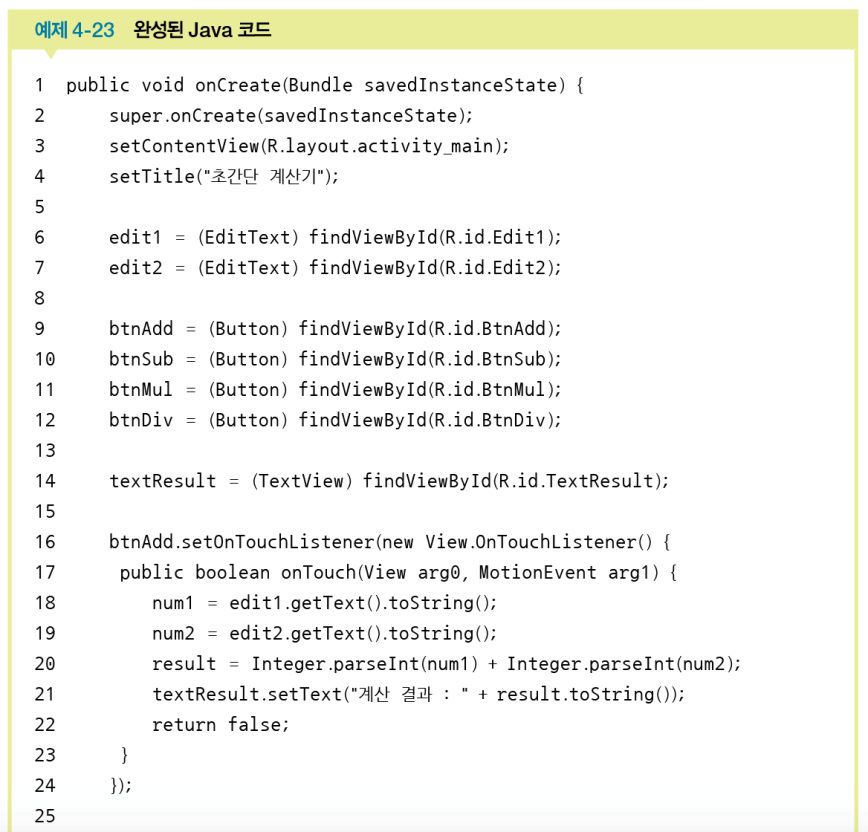 예제 4-23 완성된 Java 코드
1 public void onCreate(Bundle savedInstanceState) {
2 super.onCreate(savedInstanceState);
3 setContentView(R.layout.activity_main);
4 setTitle("초간단 계산기");
5
6 edit1 = (EditText) findViewById(R.id.Edit1);
7 edit2 = (EditText) findViewById(R.id.Edit2);
8
9 btnAdd = (Button) findViewById(R.id.BtnAdd);
10 btnSub = (Button) findViewById(R.id.BtnSub);
11 btnMul = (Button) findViewById(R.id.BtnMul);
12 btnDiv = (Button) findViewById(R.id.BtnDiv);
13
14 textResult = (TextView) findViewById(R.id.TextResult);
15
16 btnAdd.setOnTouchListener(new View.OnTouchListener() {
17 public boolean onTouch(View arg0, MotionEvent arg1) {
18 num1 = edit1.getText().toString();
19 num2 = edit2.getText().toString();
20 result = Integer.parseInt(num1) + Integer.parseInt(num2);
21 textResult.setText("계산 결과 : " + result.toString());
22 return false;
23 }
24 });
25